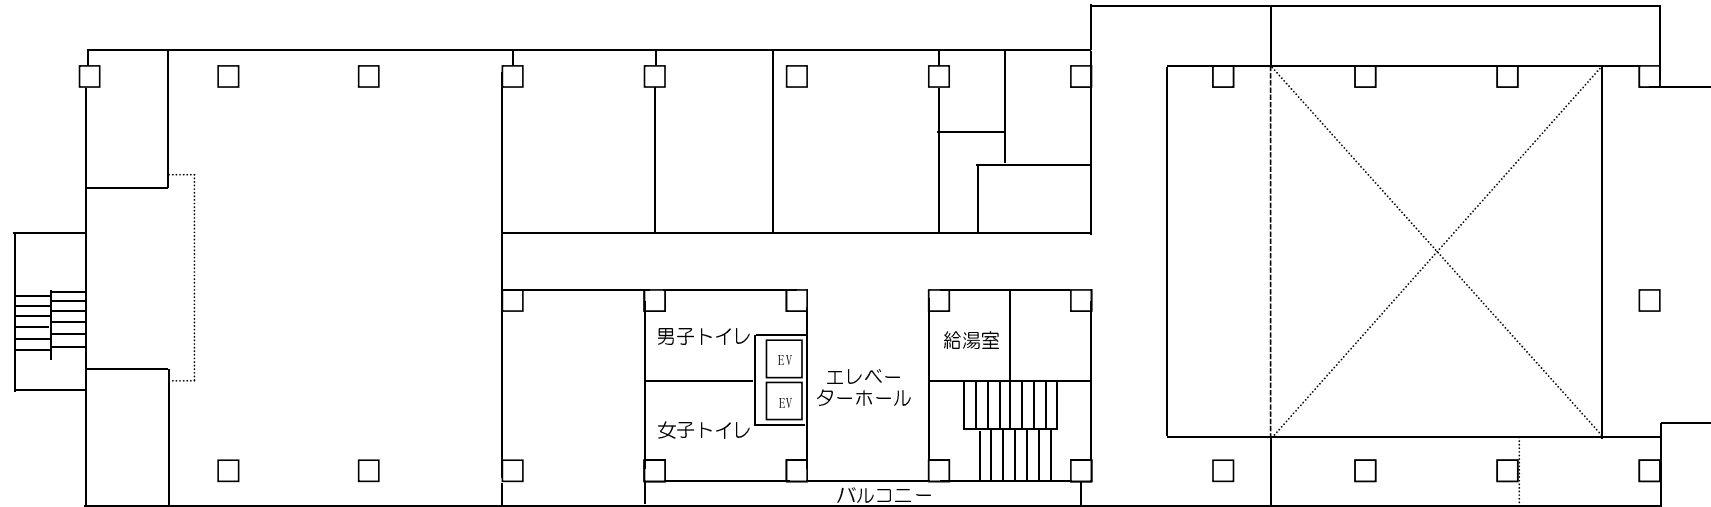 男子トイレ
給湯室
EV
エレベー
ターホール
EV
女子トイレ
バルコニー